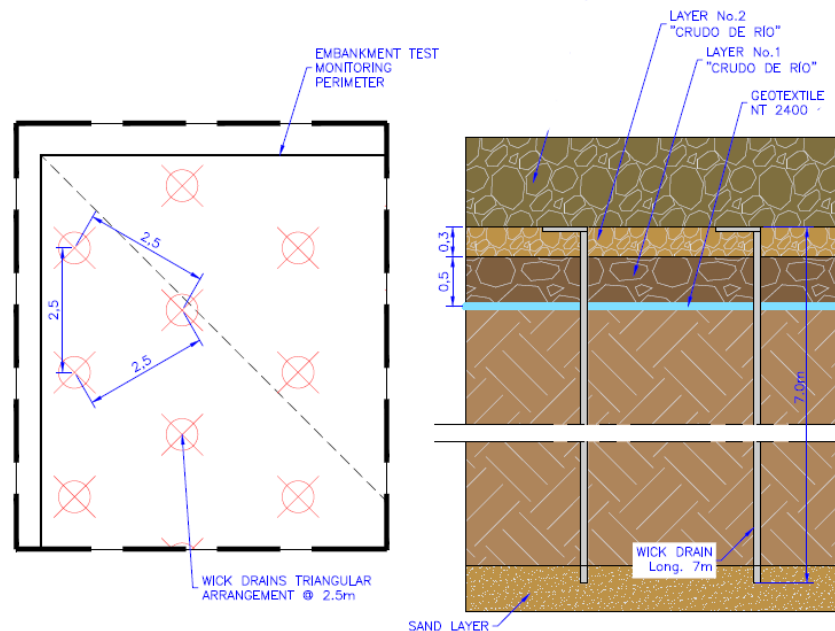 EMBANKMENT TEST
MONITORING
PERIMETER
2,5
2,5
2,5
WICK DRAINS TRIANGULAR
ARRANGEMENT @ 2.5m
LAYER No.2
"CRUDO DE RÍO"
LAYER No.1
"CRUDO DE RÍO"
GEOTEXTILE
NT 2400
0,3
0,5
7.0m
WICK DRAIN
Long. 7m
SAND LAYER